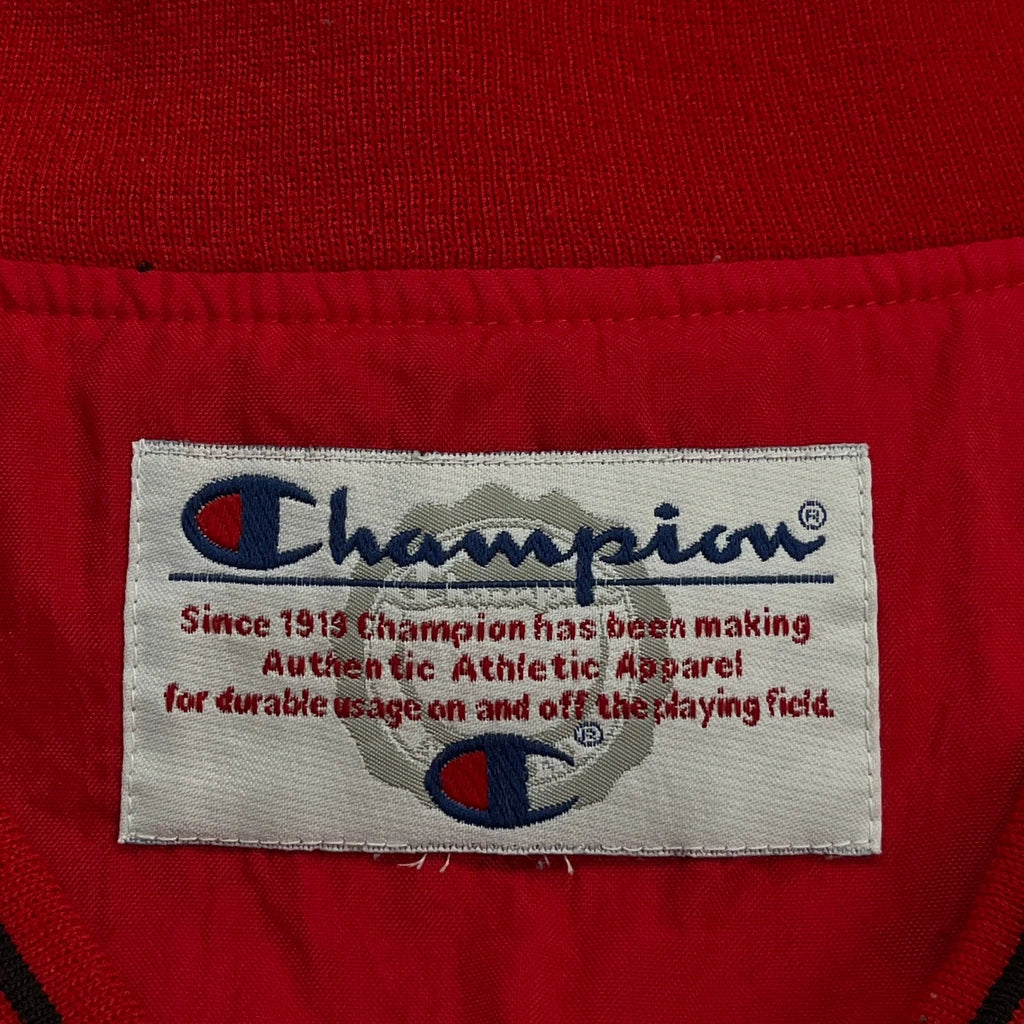 Champion®
Since 1919 Champion has been making
Authentic Athletic Apparel
for durable usage on and off the playing field.
®